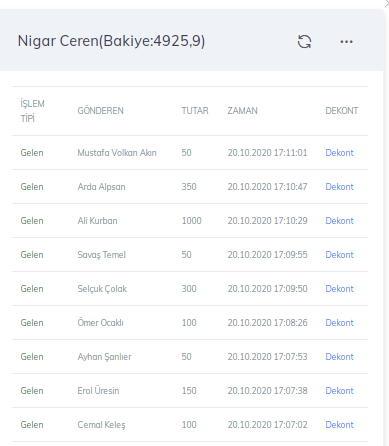 Nigar Ceren(Bakiye:4925,9)
İŞLEM TİPİ GÖNDEREN TUTAR ZAMAN DEKONT
Gelen Mustafa Volkan Akın 50 20.10.2020 17:11:01 Dekont
Gelen Arda Alpsan 350 20.10.2020 17:10:47 Dekont
Gelen Ali Kurban 1000 20.10.2020 17:10:29 Dekont
Gelen Savaş Temel 50 20.10.2020 17:09:55 Dekont
Gelen Selçuk Çolak 300 20.10.2020 17:09:50 Dekont
Gelen Ömer Ocaklı 100 20.10.2020 17:08:26 Dekont
Gelen Ayhan Şanlıer 50 20.10.2020 17:07:53 Dekont
Gelen Erol Üresin 150 20.10.2020 17:07:38 Dekont
Gelen Cemal Keleş 100 20.10.2020 17:07:02 Dekont